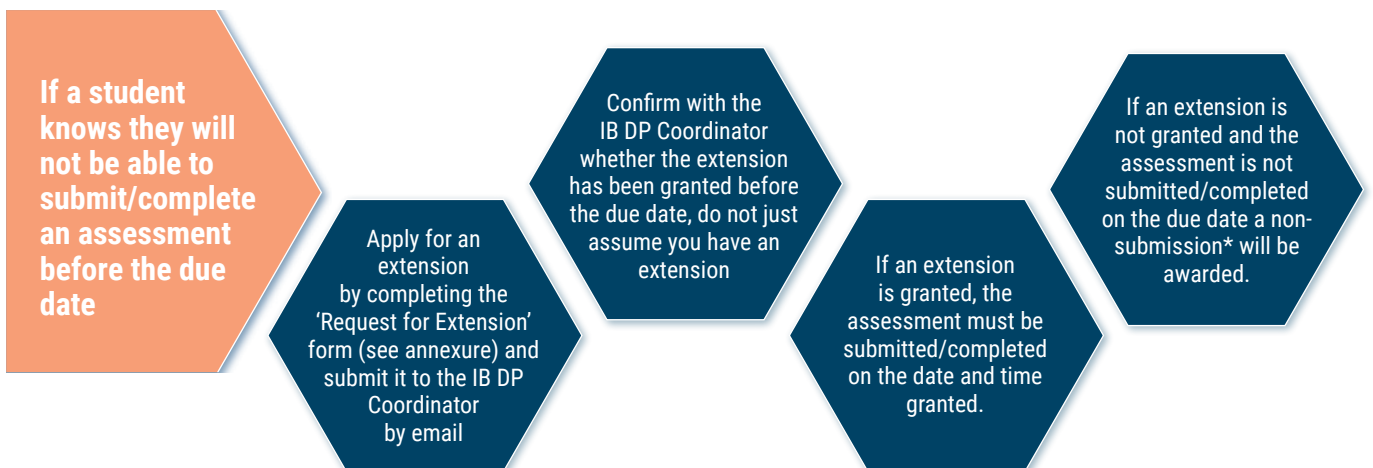 If a student
knows they will
not be able to
submit/complete
an assessment
before the due
date
Apply for an
extension
by completing the
‘Request for Extension’
form (see annexure) and
submit it to the IB DP
Coordinator
by email
Confirm with the
IB DP Coordinator
whether the extension
has been granted before
the due date, do not just
assume you have an
extension
If an extension
is granted, the
assessment must be
submitted/completed
on the date and time
granted.
If an extension is
not granted and the
assessment is not
submitted/completed
on the due date a non-
submission* will be
awarded.